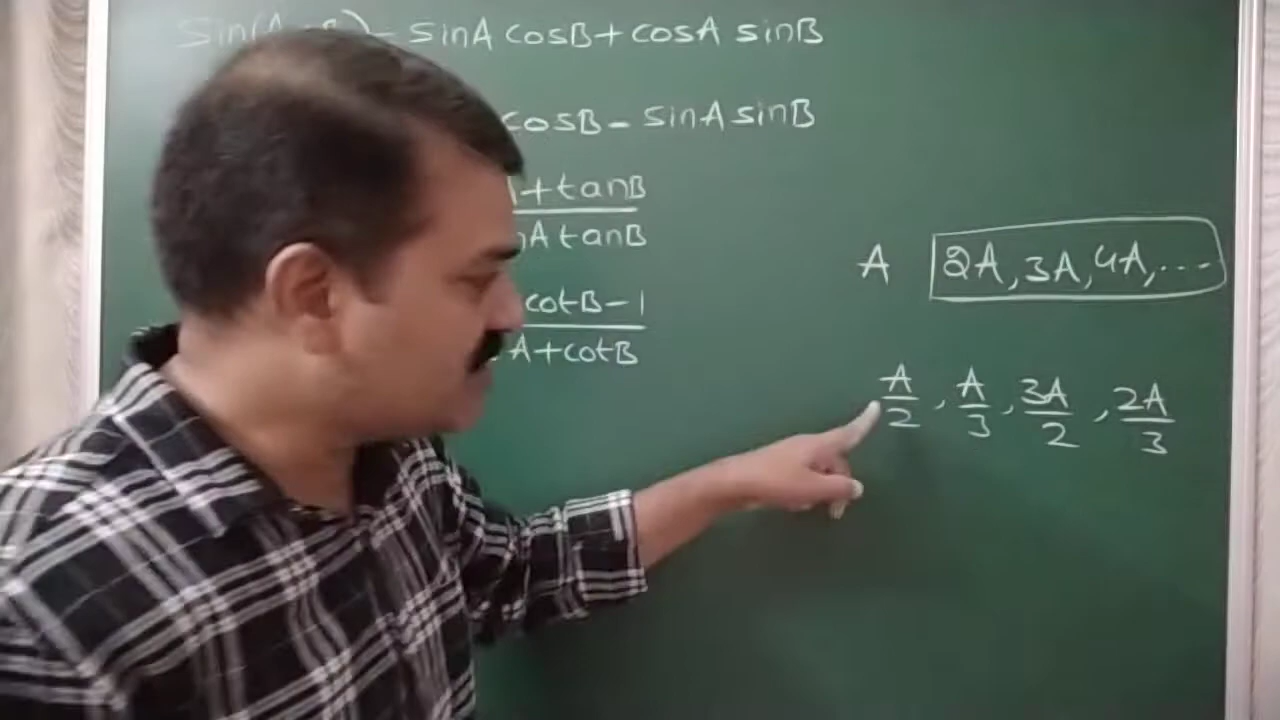 Sin(A B) = sinA cosB + cosA sinB
cosB - sinA sinB
+ tanB
A tanB
cotB - 1
A + cotB
A 2A, 3A, 4A, ...
A/2, A/3, 3A/2, 2A/3